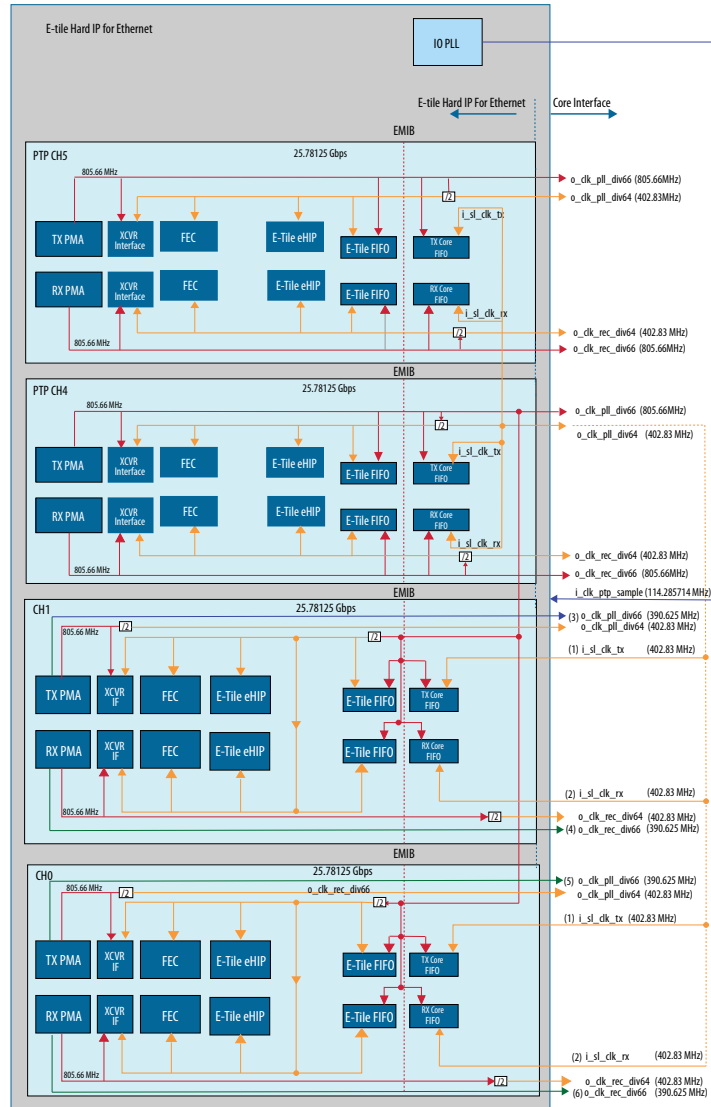 E-tile Hard IP for Ethernet
IO PLL
E-tile Hard IP For Ethernet
Core Interface
EMIB
PTP CH5
25.78125 Gbps
805.66 MHz
o_clk_pll_div66 (805.66MHz)
/2
o_clk_pll_div64 (402.83MHz)
i_sl_clk_tx
TX PMA
XCVR
Interface
FEC
E-Tile eHIP
E-Tile FIFO
TX Core
FIFO
RX PMA
XCVR
Interface
FEC
E-Tile eHIP
E-Tile FIFO
RX Core
FIFO
i_sl_clk_rx
/2
o_clk_rec_div64 (402.83 MHz)
805.66 MHz
o_clk_rec_div66 (805.66MHz)
EMIB
PTP CH4
25.78125 Gbps
805.66 MHz
o_clk_pll_div66 (805.66MHz)
/2
o_clk_pll_div64 (402.83 MHz)
i_sl_clk_tx
TX PMA
XCVR
Interface
FEC
E-Tile eHIP
E-Tile FIFO
TX Core
FIFO
RX PMA
XCVR
Interface
FEC
E-Tile eHIP
E-Tile FIFO
RX Core
FIFO
i_sl_clk_rx
/2
o_clk_rec_div64 (402.83 MHz)
805.66 MHz
o_clk_rec_div66 (805.66MHz)
EMIB
i_clk_ptp_sample (114.285714 MHz)
CH1
25.78125 Gbps
(3) o_clk_pll_div66 (390.625 MHz)
805.66 MHz
/2
o_clk_pll_div64 (402.83 MHz)
/2
(1) i_sl_clk_tx (402.83 MHz)
TX PMA
XCVR
IF
FEC
E-Tile eHIP
E-Tile FIFO
TX Core
FIFO
RX PMA
XCVR
IF
FEC
E-Tile eHIP
E-Tile FIFO
RX Core
FIFO
(2) i_sl_clk_rx (402.83 MHz)
805.66 MHz
/2
o_clk_rec_div64 (402.83 MHz)
(4) o_clk_rec_div66 (390.625 MHz)
EMIB
CH0
25.78125 Gbps
(5) o_clk_pll_div66 (390.625 MHz)
805.66 MHz
/2
o_clk_rec_div66
o_clk_pll_div64 (402.83 MHz)
/2
(1) i_sl_clk_tx (402.83 MHz)
TX PMA
XCVR
IF
FEC
E-Tile eHIP
E-Tile FIFO
TX Core
FIFO
RX PMA
XCVR
IF
FEC
E-Tile eHIP
E-Tile FIFO
RX Core
FIFO
(2) i_sl_clk_rx (402.83 MHz)
805.66 MHz
/2
o_clk_rec_div64 (402.83 MHz)
(6) o_clk_rec_div66 (390.625 MHz)